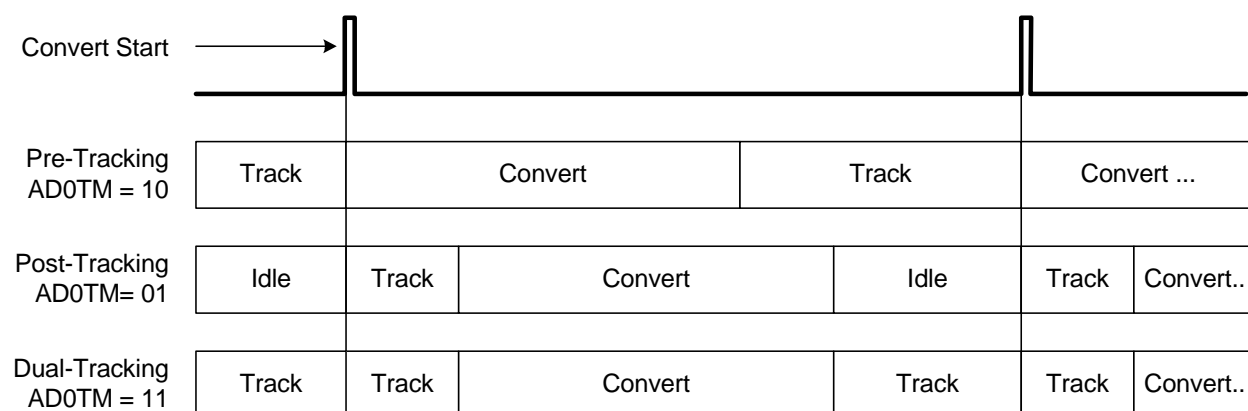 Convert Start
Pre-Tracking
AD0TM = 10
Track Convert Track Convert ...
Post-Tracking
AD0TM= 01
Idle Track Convert Idle Track Convert..
Dual-Tracking
AD0TM = 11
Track Track Convert Track Track Convert..